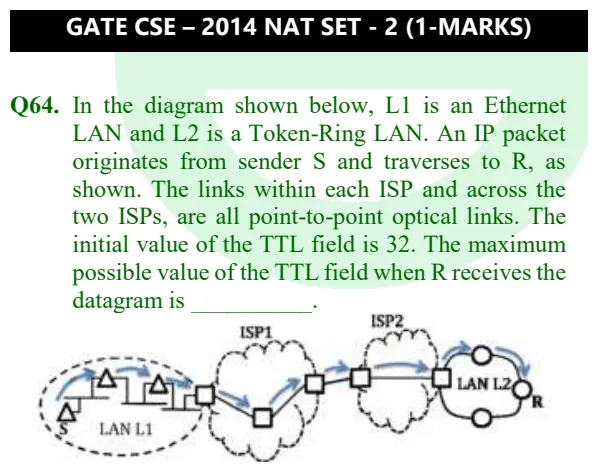 GATE CSE – 2014 NAT SET - 2 (1-MARKS)
Q64. In the diagram shown below, L1 is an Ethernet
LAN and L2 is a Token-Ring LAN. An IP packet
originates from sender S and traverses to R, as
shown. The links within each ISP and across the
two ISPs, are all point-to-point optical links. The
initial value of the TTL field is 32. The maximum
possible value of the TTL field when R receives the
datagram is __________.
ISP1
ISP2
LAN L2
R
S
LAN L1